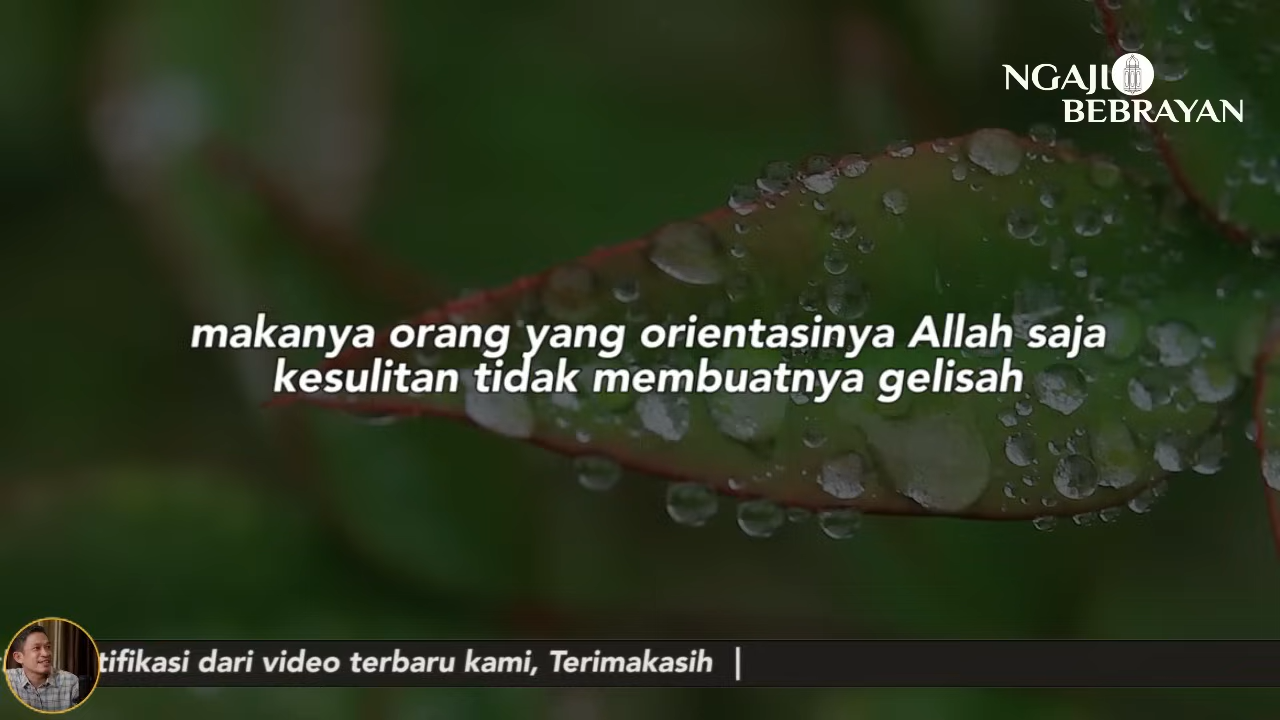 NGAJI
BEBRAYAN
makanya orang yang orientasinya Allah saja
kesulitan tidak membuatnya gelisah
tifikasi dari video terbaru kami, Terimakasih |